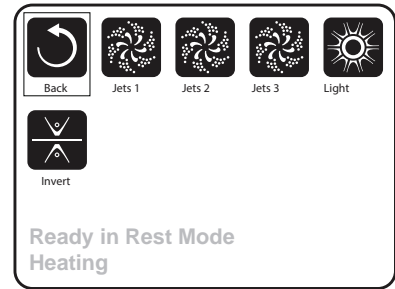 Back Jets 1 Jets 2 Jets 3 Light
Invert
Ready in Rest Mode
Heating